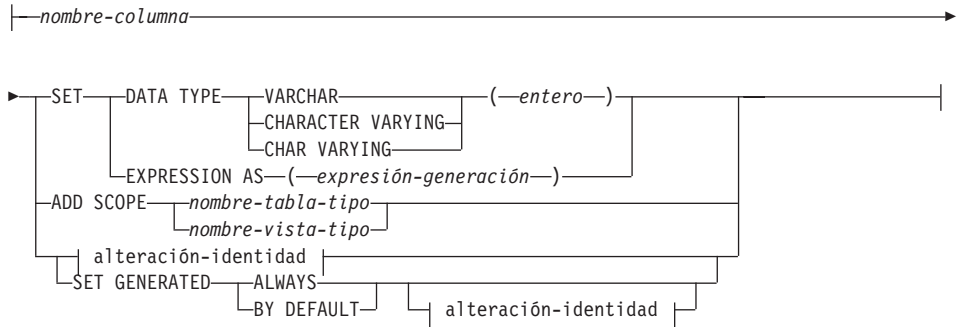 nombre-columna
SET DATA TYPE VARCHAR ( entero )
CHARACTER VARYING
CHAR VARYING
EXPRESSION AS ( expresión-generación )
ADD SCOPE nombre-tabla-tipo
nombre-vista-tipo
alteración-identidad
SET GENERATED ALWAYS
BY DEFAULT alteración-identidad